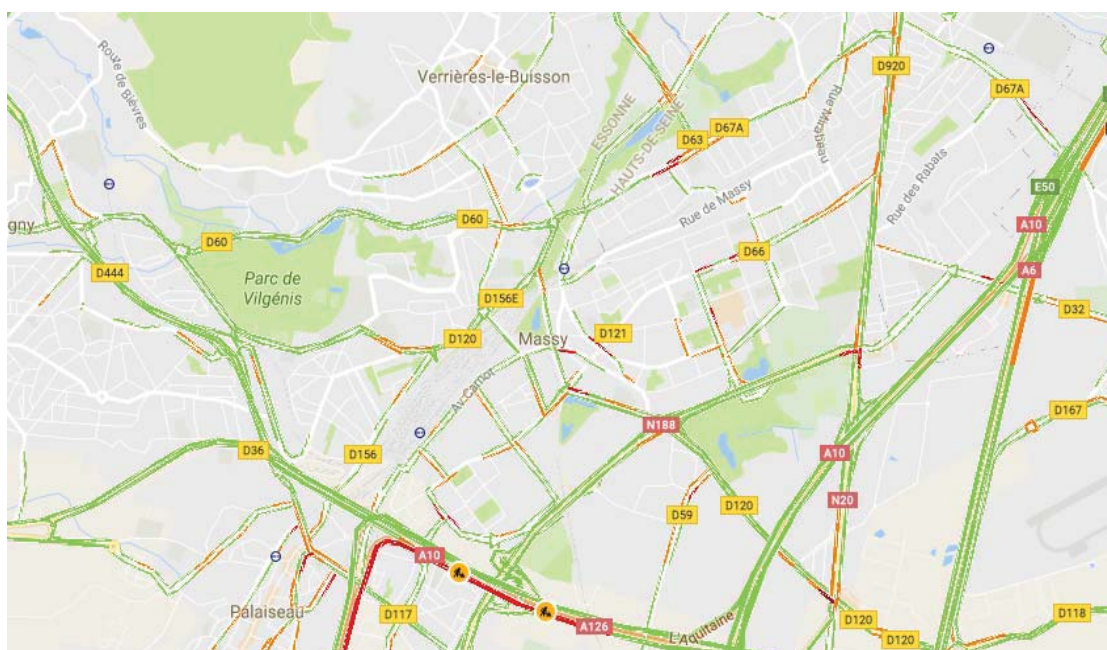 Route de Bièvres
Verrières-le-Buisson
ESSONNE
HAUTS-DE-SEINE
D920
Rue Mirabeau
D67A
D67A
D63
E50
Rue de Massy
Rue des Rabats
A10
gny
D60
D60
D66
A6
D444
Parc de
Vilgénis
D156E
D32
D120
Massy
D121
Av. Carnot
D167
N188
D36
D156
A10
N20
D59
D120
A10
Palaiseau
D117
A126
L'Aquitaine
D120
D120
D118